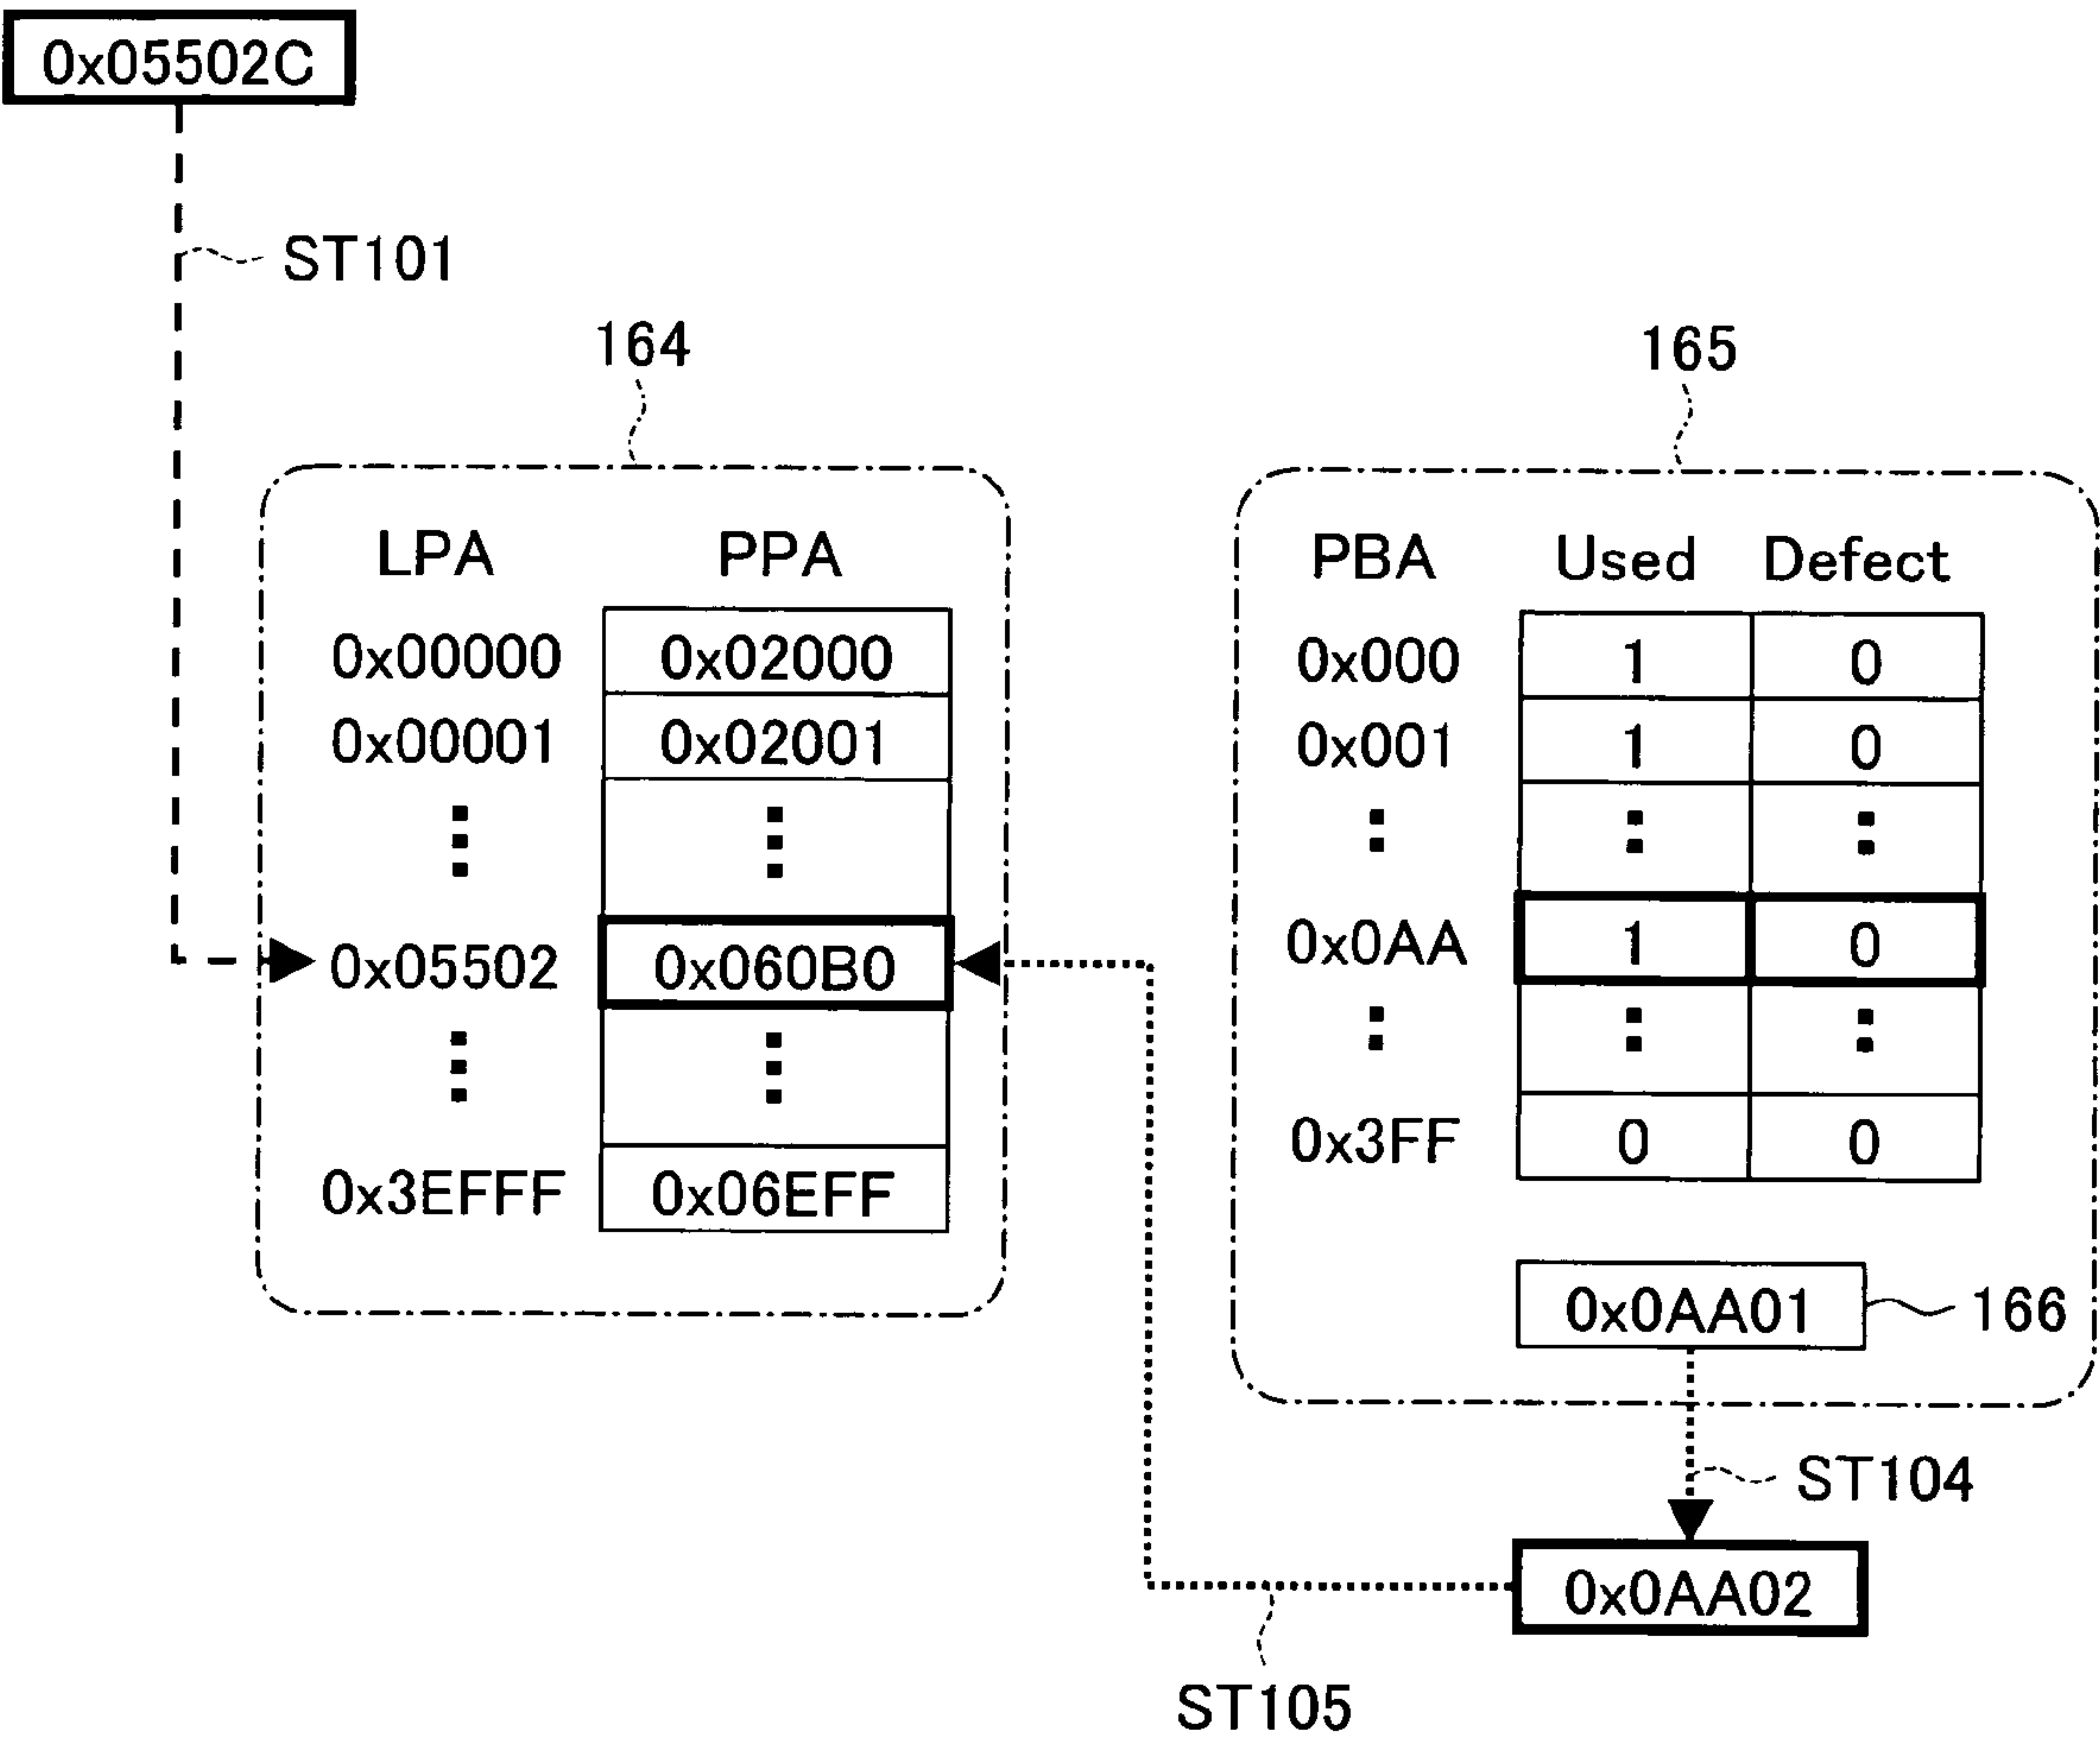 0x05502C
ST101
164
165
LPA PPA
0x00000 0x02000
0x00001 0x02001
0x05502 0x060B0
0x3EFFF 0x06EFF
PBA Used Defect
0x000 1 0
0x001 1 0
0x0AA 1 0
0x3FF 0 0
0x0AA01 166
ST104
0x0AA02
ST105